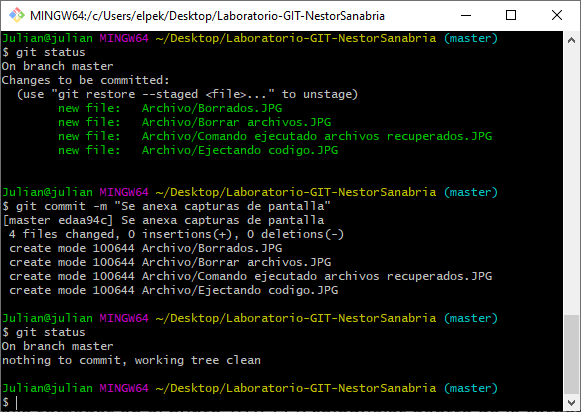 MINGW64:/c/Users/elpek/Desktop/Laboratorio-GIT-NestorSanabria
Julian@julian MINGW64 ~/Desktop/Laboratorio-GIT-NestorSanabria (master)
$ git status
On branch master
Changes to be committed:
  (use "git restore --staged <file>..." to unstage)
        new file:   Archivo/Borrados.JPG
        new file:   Archivo/Borrar archivos.JPG
        new file:   Archivo/Comando ejecutado archivos recuperados.JPG
        new file:   Archivo/Ejectando codigo.JPG
Julian@julian MINGW64 ~/Desktop/Laboratorio-GIT-NestorSanabria (master)
$ git commit -m "Se anexa capturas de pantalla"
[master edaa94c] Se anexa capturas de pantalla
 4 files changed, 0 insertions(+), 0 deletions(-)
 create mode 100644 Archivo/Borrados.JPG
 create mode 100644 Archivo/Borrar archivos.JPG
 create mode 100644 Archivo/Comando ejecutado archivos recuperados.JPG
 create mode 100644 Archivo/Ejectando codigo.JPG
Julian@julian MINGW64 ~/Desktop/Laboratorio-GIT-NestorSanabria (master)
$ git status
On branch master
nothing to commit, working tree clean
Julian@julian MINGW64 ~/Desktop/Laboratorio-GIT-NestorSanabria (master)
$